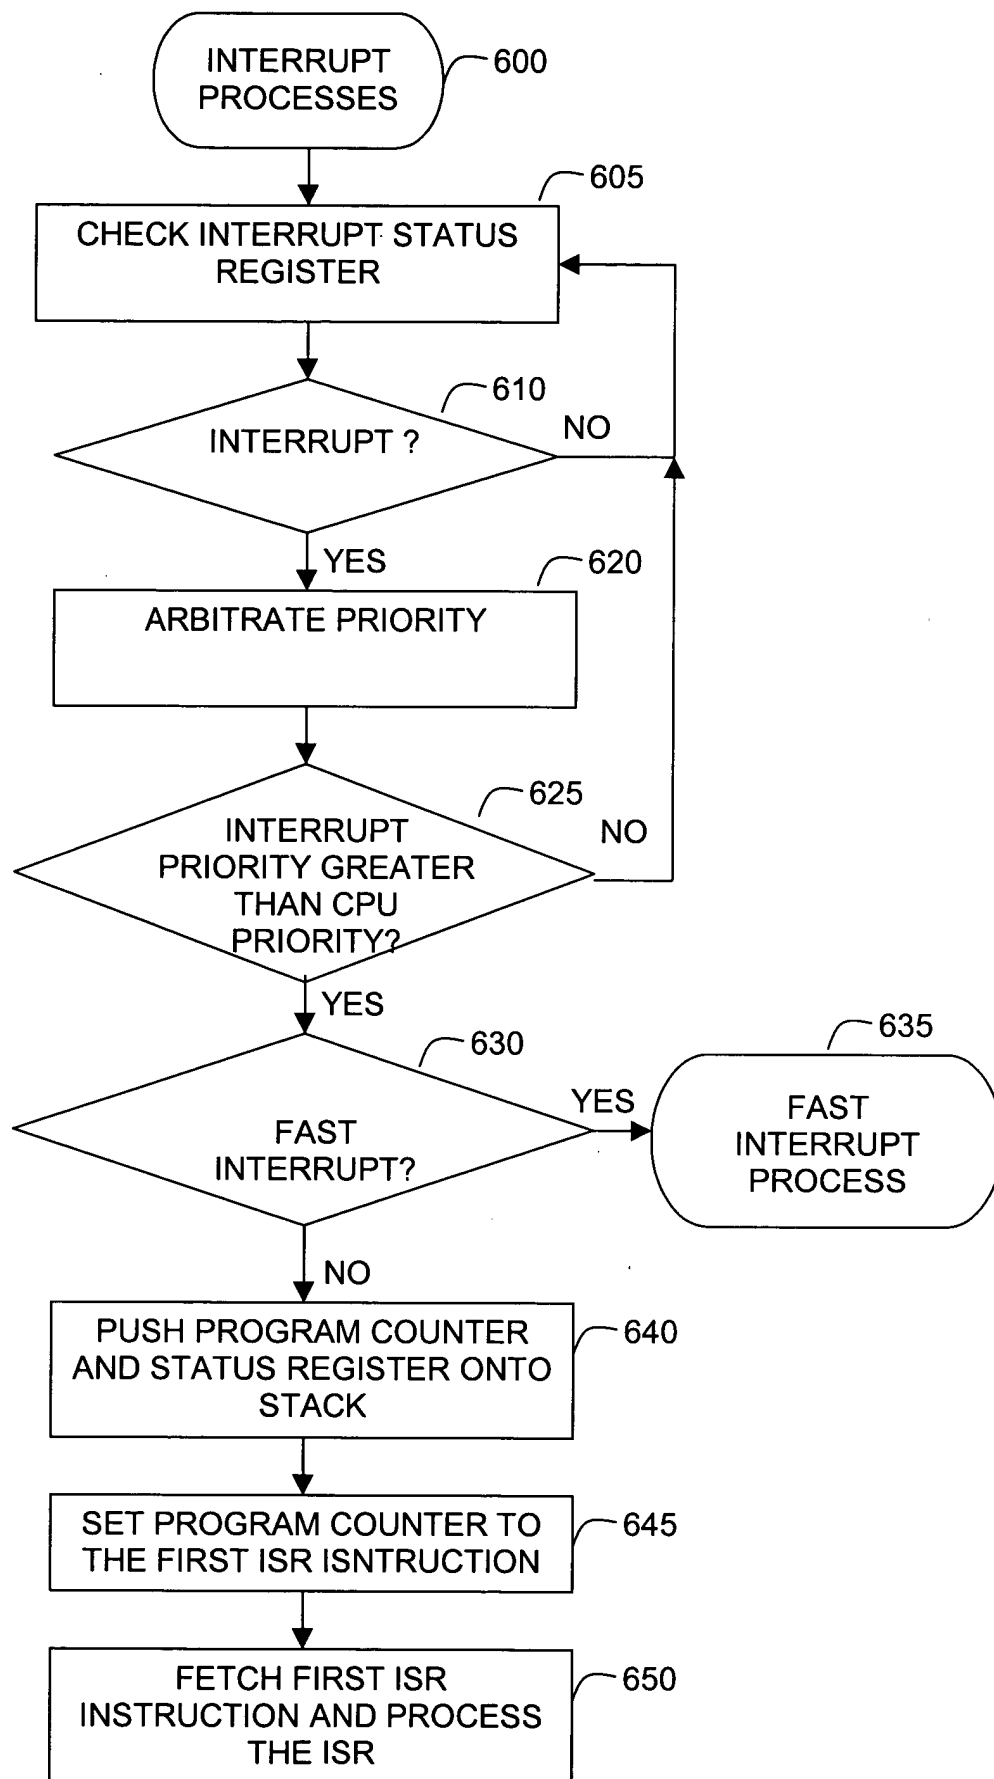 INTERRUPT
PROCESSES
600
605
CHECK INTERRUPT STATUS
REGISTER
610
INTERRUPT ?
NO
YES
620
ARBITRATE PRIORITY
625
INTERRUPT
PRIORITY GREATER
THAN CPU
PRIORITY?
NO
YES
630
FAST
INTERRUPT?
YES
635
FAST
INTERRUPT
PROCESS
NO
PUSH PROGRAM COUNTER
AND STATUS REGISTER ONTO
STACK
640
SET PROGRAM COUNTER TO
THE FIRST ISR ISNTRUCTION
645
FETCH FIRST ISR
INSTRUCTION AND PROCESS
THE ISR
650